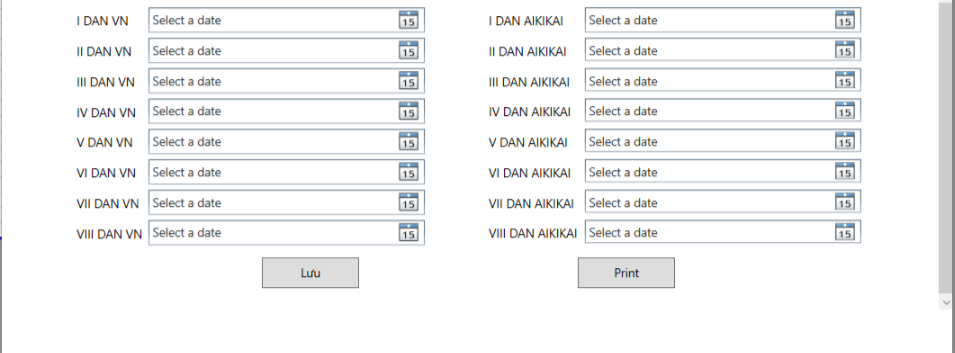 I DAN VN Select a date 15 I DAN AIKIKAI Select a date 15
II DAN VN Select a date 15 II DAN AIKIKAI Select a date 15
III DAN VN Select a date 15 III DAN AIKIKAI Select a date 15
IV DAN VN Select a date 15 IV DAN AIKIKAI Select a date 15
V DAN VN Select a date 15 V DAN AIKIKAI Select a date 15
VI DAN VN Select a date 15 VI DAN AIKIKAI Select a date 15
VII DAN VN Select a date 15 VII DAN AIKIKAI Select a date 15
VIII DAN VN Select a date 15 VIII DAN AIKIKAI Select a date 15
Lưu Print